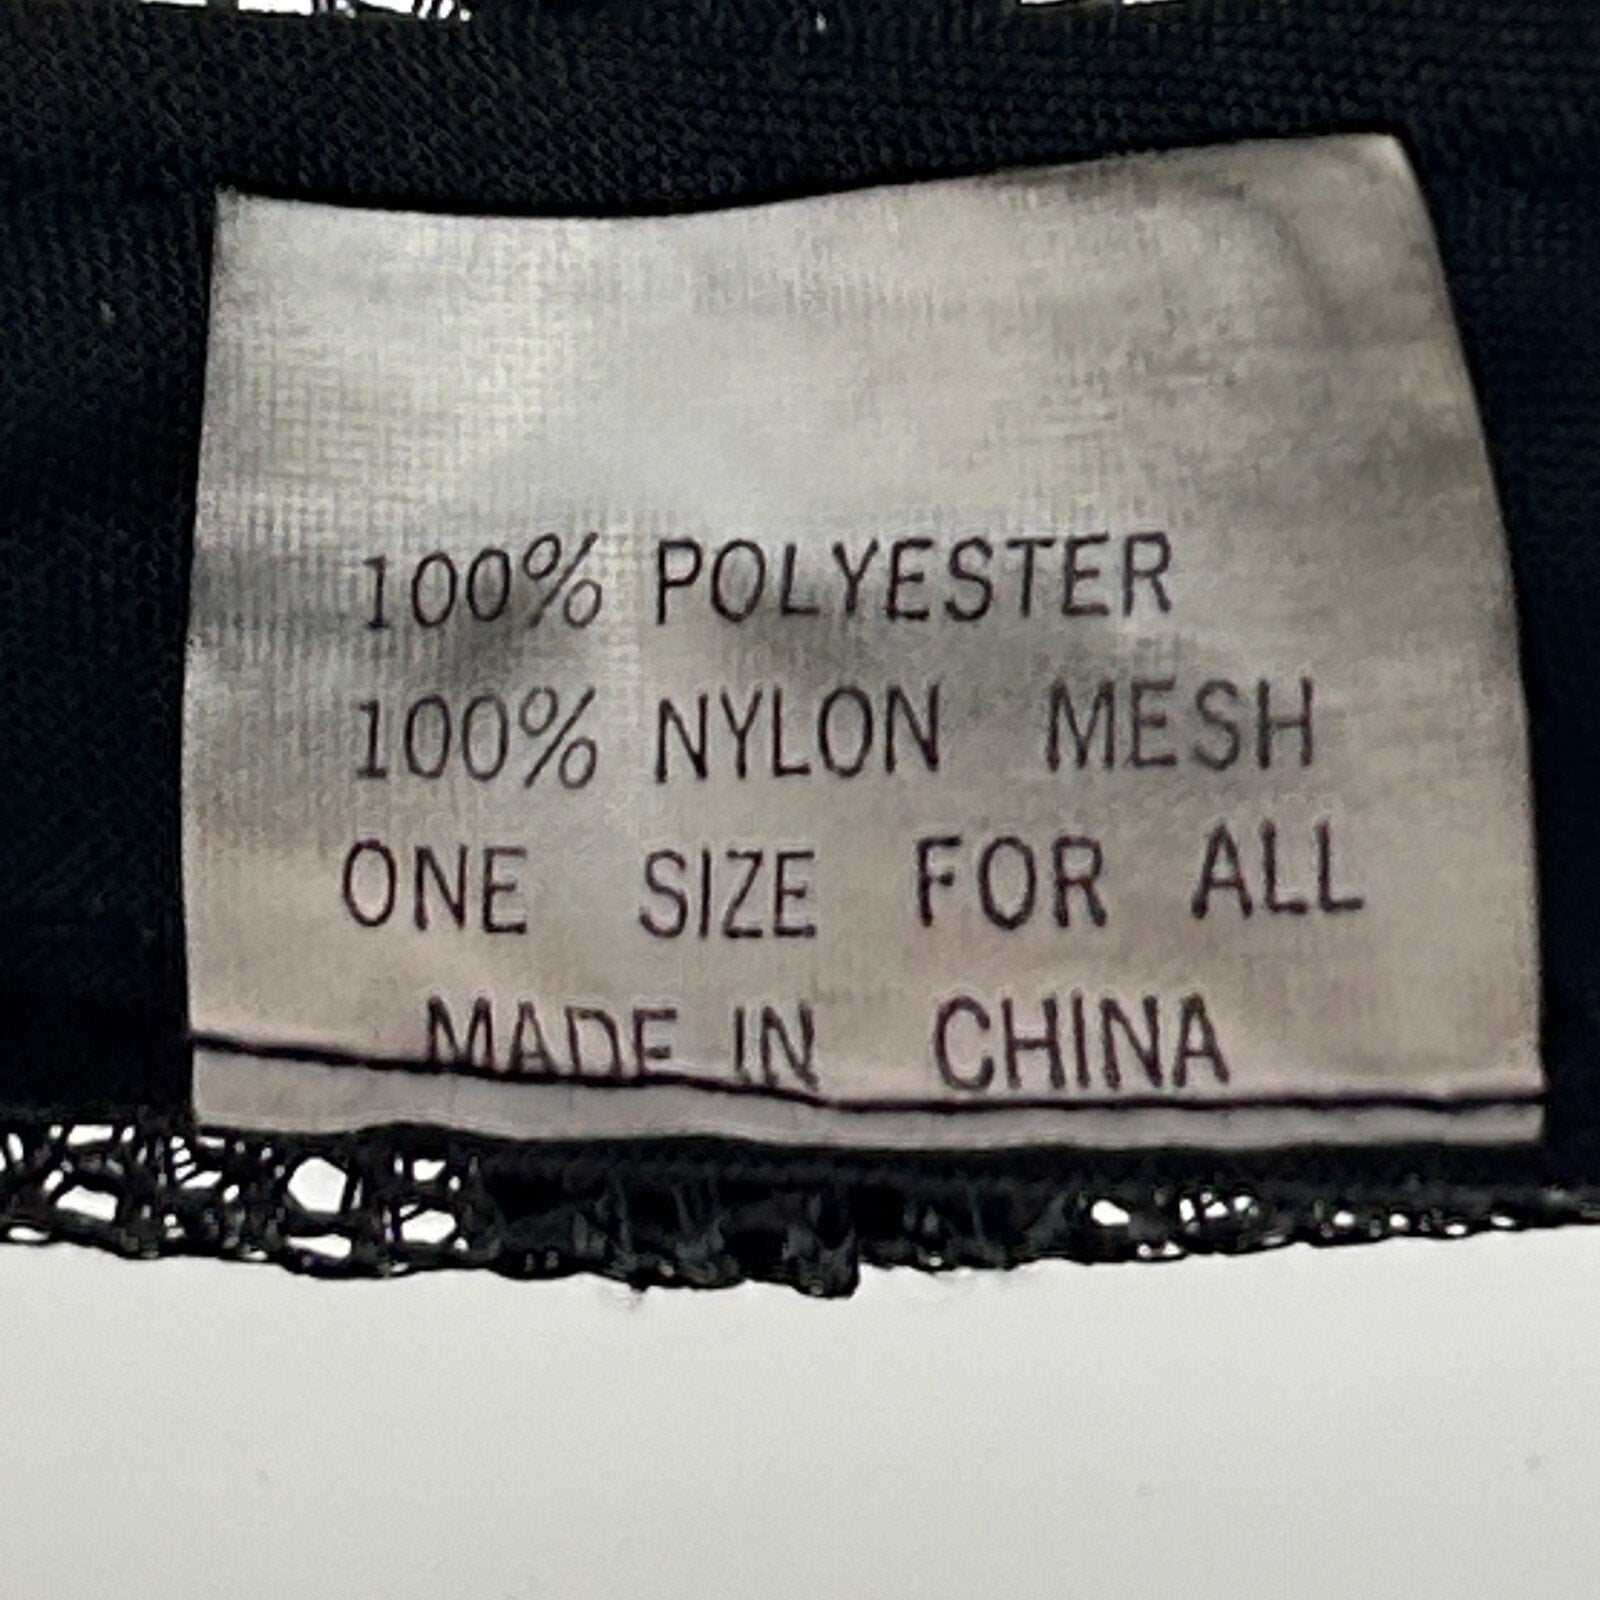 100% POLYESTER
100% NYLON MESH
ONE SIZE FOR ALL
MADE IN CHINA